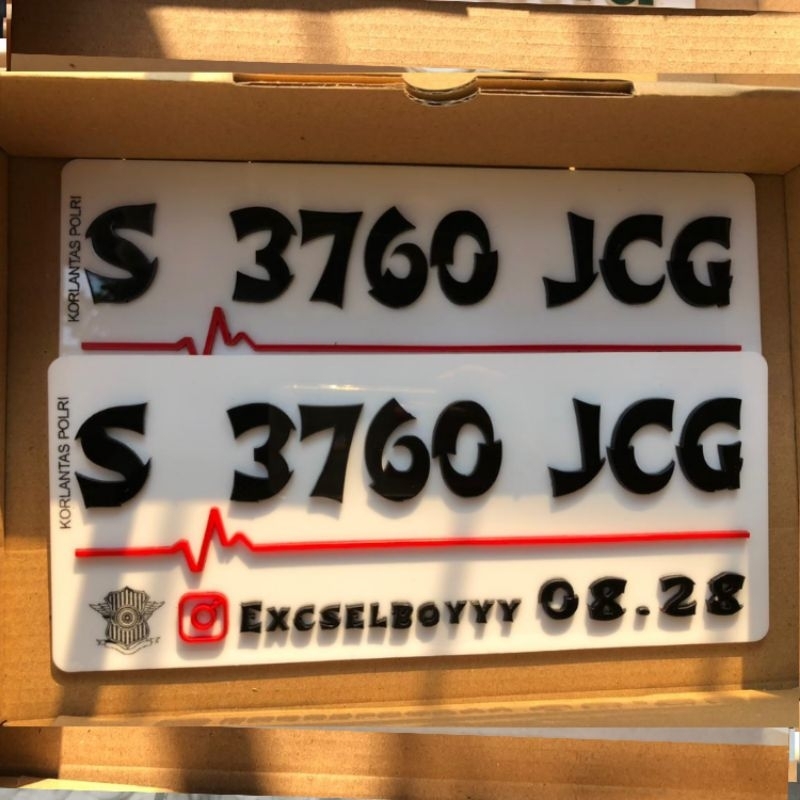 KORLANTAS POLRI
S 3760 JCG
KORLANTAS POLRI
S 3760 JCG
EXCSELBOYYY 08.28